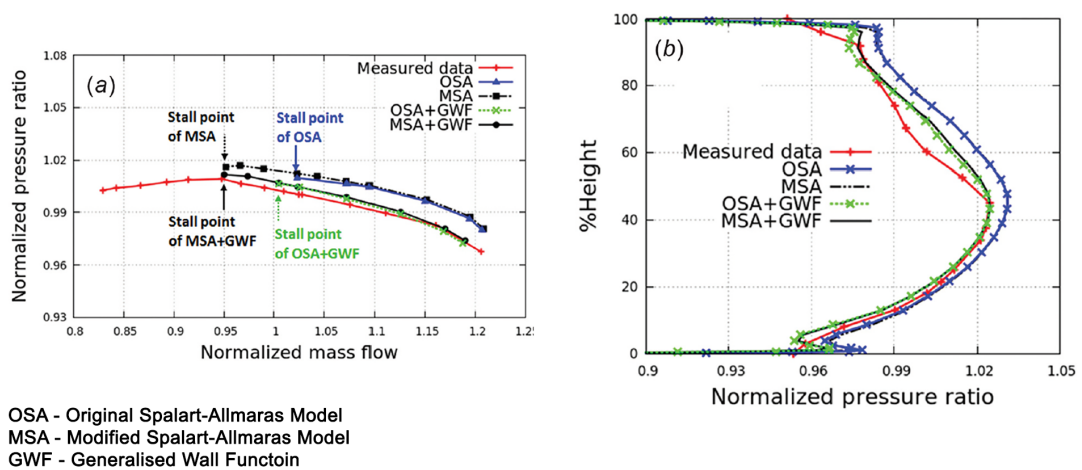 (a)
Normalized pressure ratio
1.08
1.05
1.02
0.99
0.96
0.93
Measured data
OSA
MSA
OSA+GWF
MSA+GWF
Stall point
of MSA
Stall point
of OSA
Stall point
of MSA+GWF
Stall point
of OSA+GWF
0.8 0.85 0.9 0.95 1 1.05 1.1 1.15 1.2 1.25
Normalized mass flow
(b)
%Height
100
80
60
40
20
0
Measured data
OSA
MSA
OSA+GWF
MSA+GWF
0.9 0.93 0.96 0.99 1.02 1.05
Normalized pressure ratio
OSA - Original Spalart-Allmaras Model
MSA - Modified Spalart-Allmaras Model
GWF - Generalised Wall Functoin